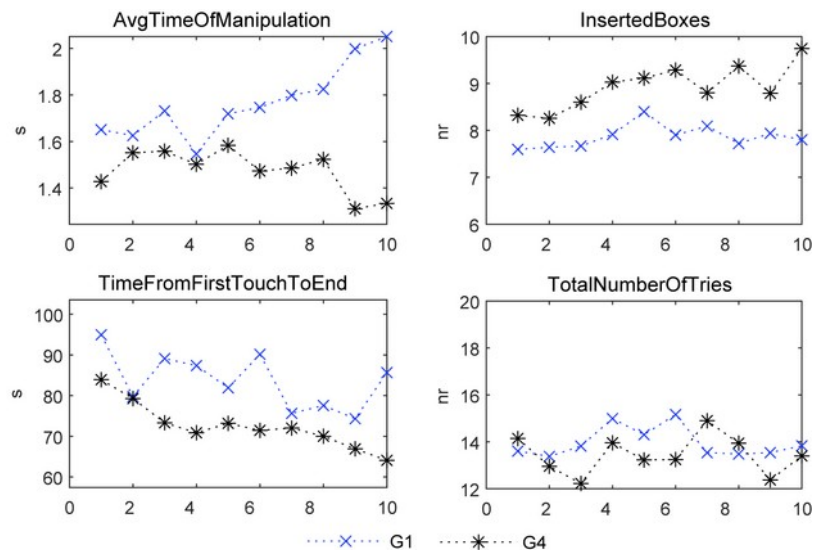 AvgTimeOfManipulation
s
2
1.8
1.6
1.4
0 2 4 6 8 10
InsertedBoxes
nr
10
9
8
7
6
0 2 4 6 8 10
TimeFromFirstTouchToEnd
s
100
90
80
70
60
0 2 4 6 8 10
TotalNumberOfTries
nr
20
18
16
14
12
0 2 4 6 8 10
G1 G4